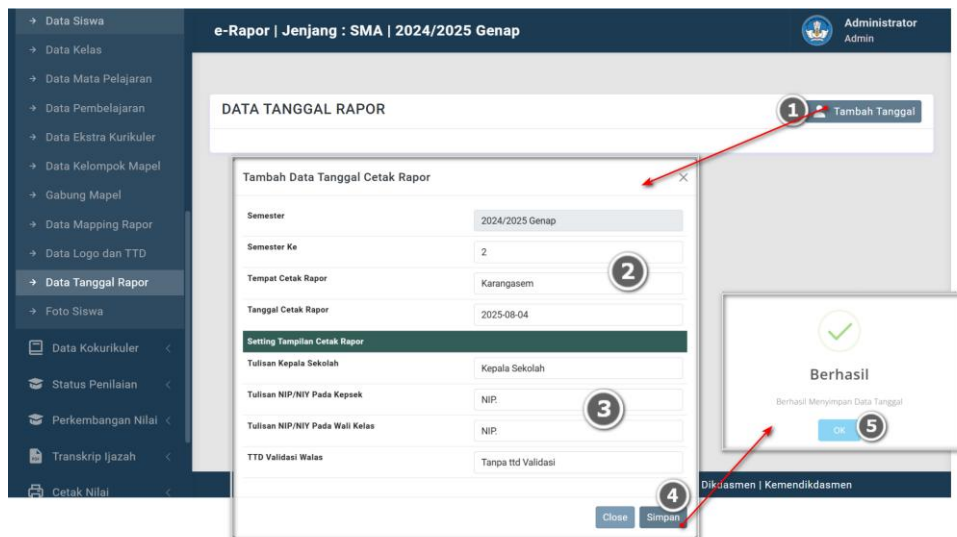 → Data Siswa
→ Data Kelas
→ Data Mata Pelajaran
→ Data Pembelajaran
→ Data Ekstra Kurikuler
→ Data Kelompok Mapel
→ Gabung Mapel
→ Data Mapping Rapor
→ Data Logo dan TTD
→ Data Tanggal Rapor
→ Foto Siswa
Data Kokurikuler <
Status Penilaian <
Perkembangan Nilai <
Transkrip Ijazah <
Cetak Nilai <
e-Rapor | Jenjang : SMA | 2024/2025 Genap
Administrator
Admin
DATA TANGGAL RAPOR
1
Tambah Tanggal
Tambah Data Tanggal Cetak Rapor ×
Semester 2024/2025 Genap
Semester Ke 2
2
Tempat Cetak Rapor Karangasem
Tanggal Cetak Rapor 2025-08-04
Setting Tampilan Cetak Rapor
Tulisan Kepala Sekolah Kepala Sekolah
Tulisan NIP/NIY Pada Kepsek NIP.
3
Tulisan NIP/NIY Pada Wali Kelas NIP.
TTD Validasi Walas Tanpa ttd Validasi
4
Close Simpan
Berhasil
Berhasil Menyimpan Data Tanggal
OK 5
Dikdasmen | Kemendikdasmen